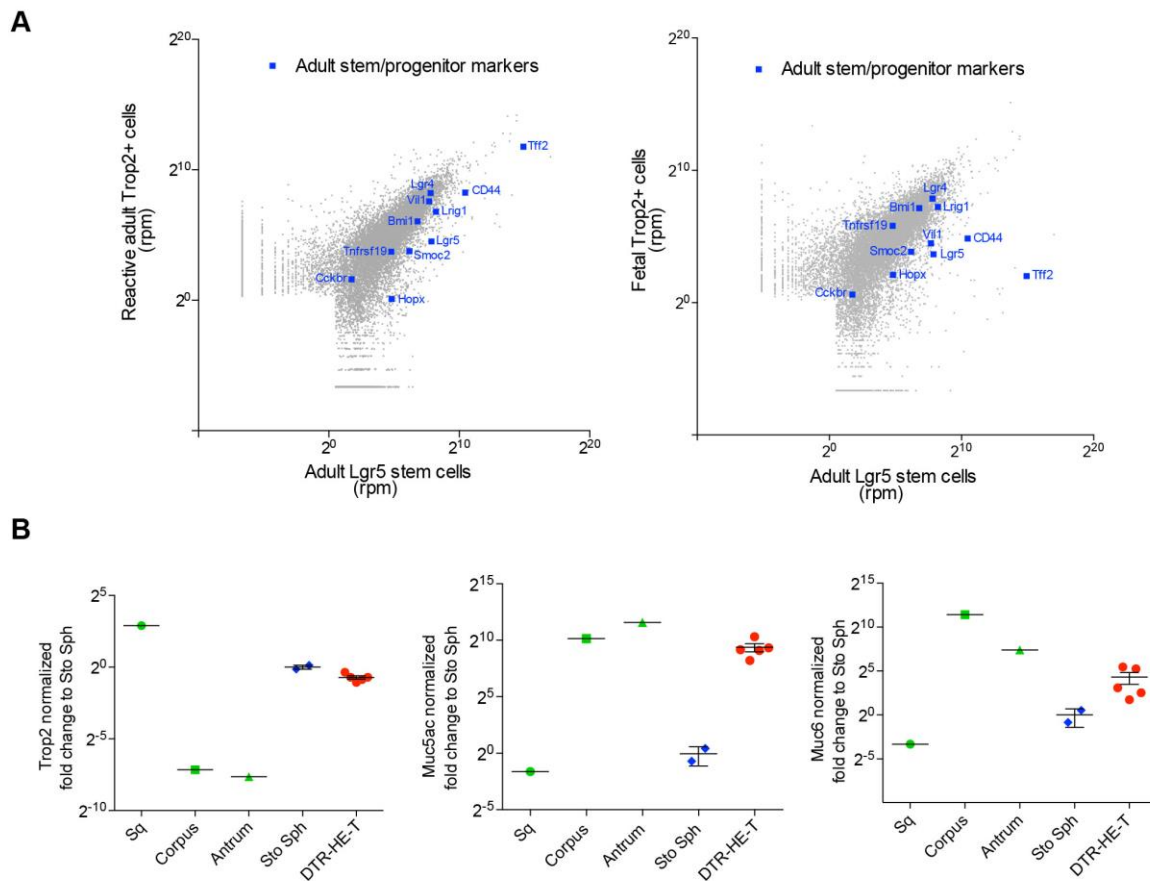 A
2^20
Adult stem/progenitor markers
Reactive adult Trop2+ cells
(rpm)
2^10
2^0
Tff2
Lgr4
CD44
Vil1
Lrig1
Bmi1
Lgr5
Tnfrsf19
Smoc2
Cckbr
Hopx
2^0
2^10
2^20
Adult Lgr5 stem cells
(rpm)
2^20
Adult stem/progenitor markers
Fetal Trop2+ cells
(rpm)
2^10
2^0
Lgr4
Bmi1
Lrig1
Tnfrsf19
Vil1
CD44
Smoc2
Lgr5
Hopx
Tff2
Cckbr
2^0
2^10
2^20
Adult Lgr5 stem cells
(rpm)
B
Trop2 normalized
fold change to Sto Sph
2^5
2^0
2^-5
2^-10
Sq
Corpus
Antrum
Sto Sph
DTR-HE-T
Muc5ac normalized
fold change to Sto Sph
2^15
2^10
2^5
2^0
2^-5
Sq
Corpus
Antrum
Sto Sph
DTR-HE-T
Muc6 normalized
fold change to Sto Sph
2^15
2^10
2^5
2^0
2^-5
Sq
Corpus
Antrum
Sto Sph
DTR-HE-T